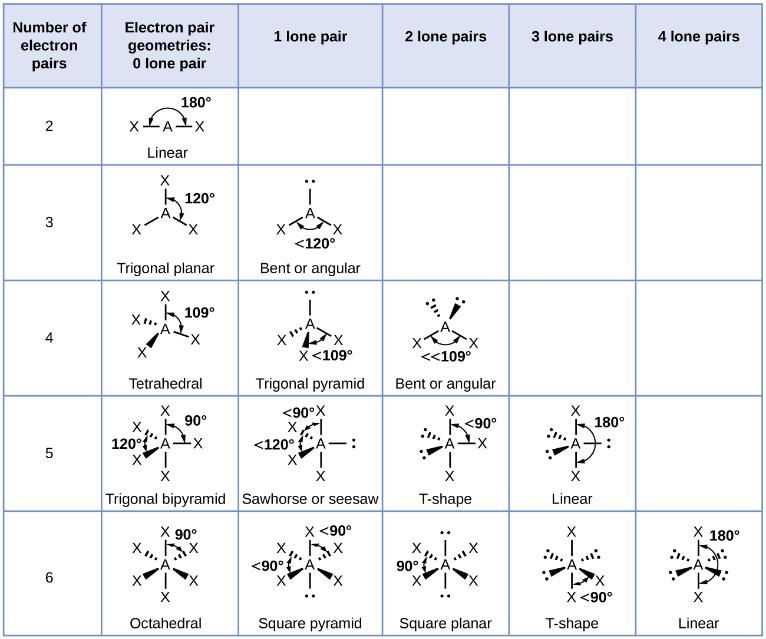 Number of
electron
pairs
Electron pair
geometries:
0 lone pair
1 lone pair
2 lone pairs
3 lone pairs
4 lone pairs
2
180°
X A X
Linear
3
X
120°
A
X X
Trigonal planar
A
X X
<120°
Bent or angular
4
X
109°
X
A
X
X
Tetrahedral
A
X X
X <109°
Trigonal pyramid
A
X X
<<109°
Bent or angular
5
X
90°
X
120° A X
X
X
Trigonal bipyramid
<90° X
X
<120° A
X
X
Sawhorse or seesaw
X
<90°
A X
X
T-shape
X
180°
A
X
Linear
6
X 90°
X X
A
X X
X
Octahedral
X <90°
X X
<90° A
X X
Square pyramid
X X
90° A
X X
Square planar
X
A
X
X <90°
T-shape
X 180°
A
X
Linear